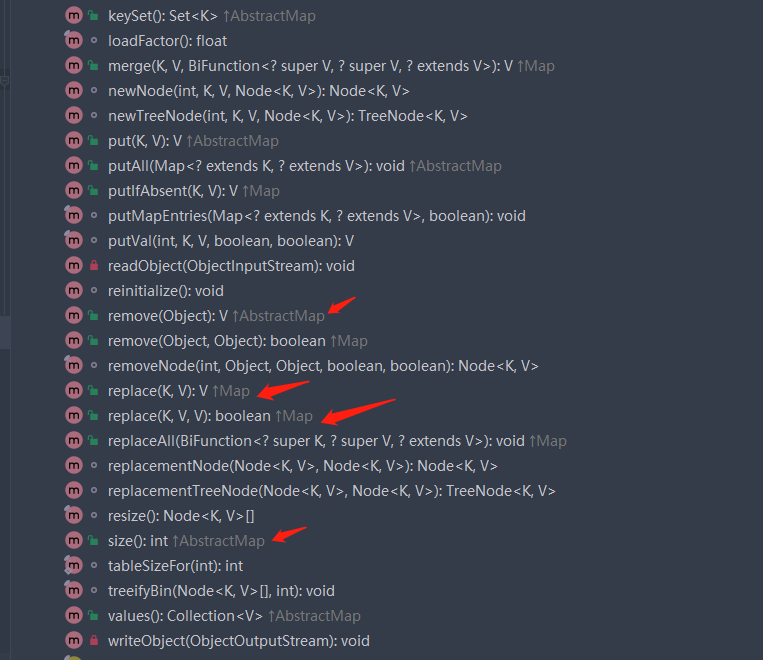 m keySet(): Set<K> ↑AbstractMap
m loadFactor(): float
m merge(K, V, BiFunction<? super V, ? super V, ? extends V>): V ↑Map
m newNode(int, K, V, Node<K, V>): Node<K, V>
m newTreeNode(int, K, V, Node<K, V>): TreeNode<K, V>
m put(K, V): V ↑AbstractMap
m putAll(Map<? extends K, ? extends V>): void ↑AbstractMap
m putIfAbsent(K, V): V ↑Map
m putMapEntries(Map<? extends K, ? extends V>, boolean): void
m putVal(int, K, V, boolean, boolean): V
m readObject(ObjectInputStream): void
m reinitialize(): void
m remove(Object): V ↑AbstractMap
m remove(Object, Object): boolean ↑Map
m removeNode(int, Object, Object, boolean, boolean): Node<K, V>
m replace(K, V): V ↑Map
m replace(K, V, V): boolean ↑Map
m replaceAll(BiFunction<? super K, ? super V, ? extends V>): void ↑Map
m replacementNode(Node<K, V>, Node<K, V>): Node<K, V>
m replacementTreeNode(Node<K, V>, Node<K, V>): TreeNode<K, V>
m resize(): Node<K, V>[]
m size(): int ↑AbstractMap
m tableSizeFor(int): int
m treeifyBin(Node<K, V>[], int): void
m values(): Collection<V> ↑AbstractMap
m writeObject(ObjectOutputStream): void